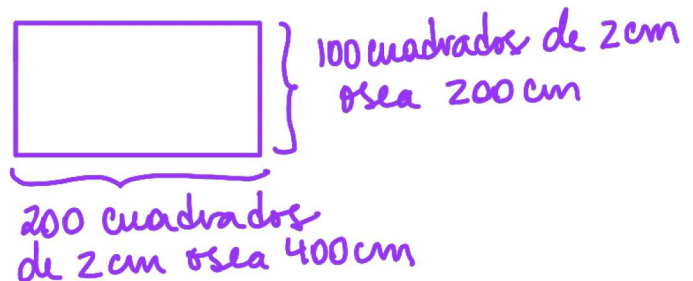 100 cuadrados de 2cm
osea 200 cm
200 cuadrados
de 2cm osea 400cm